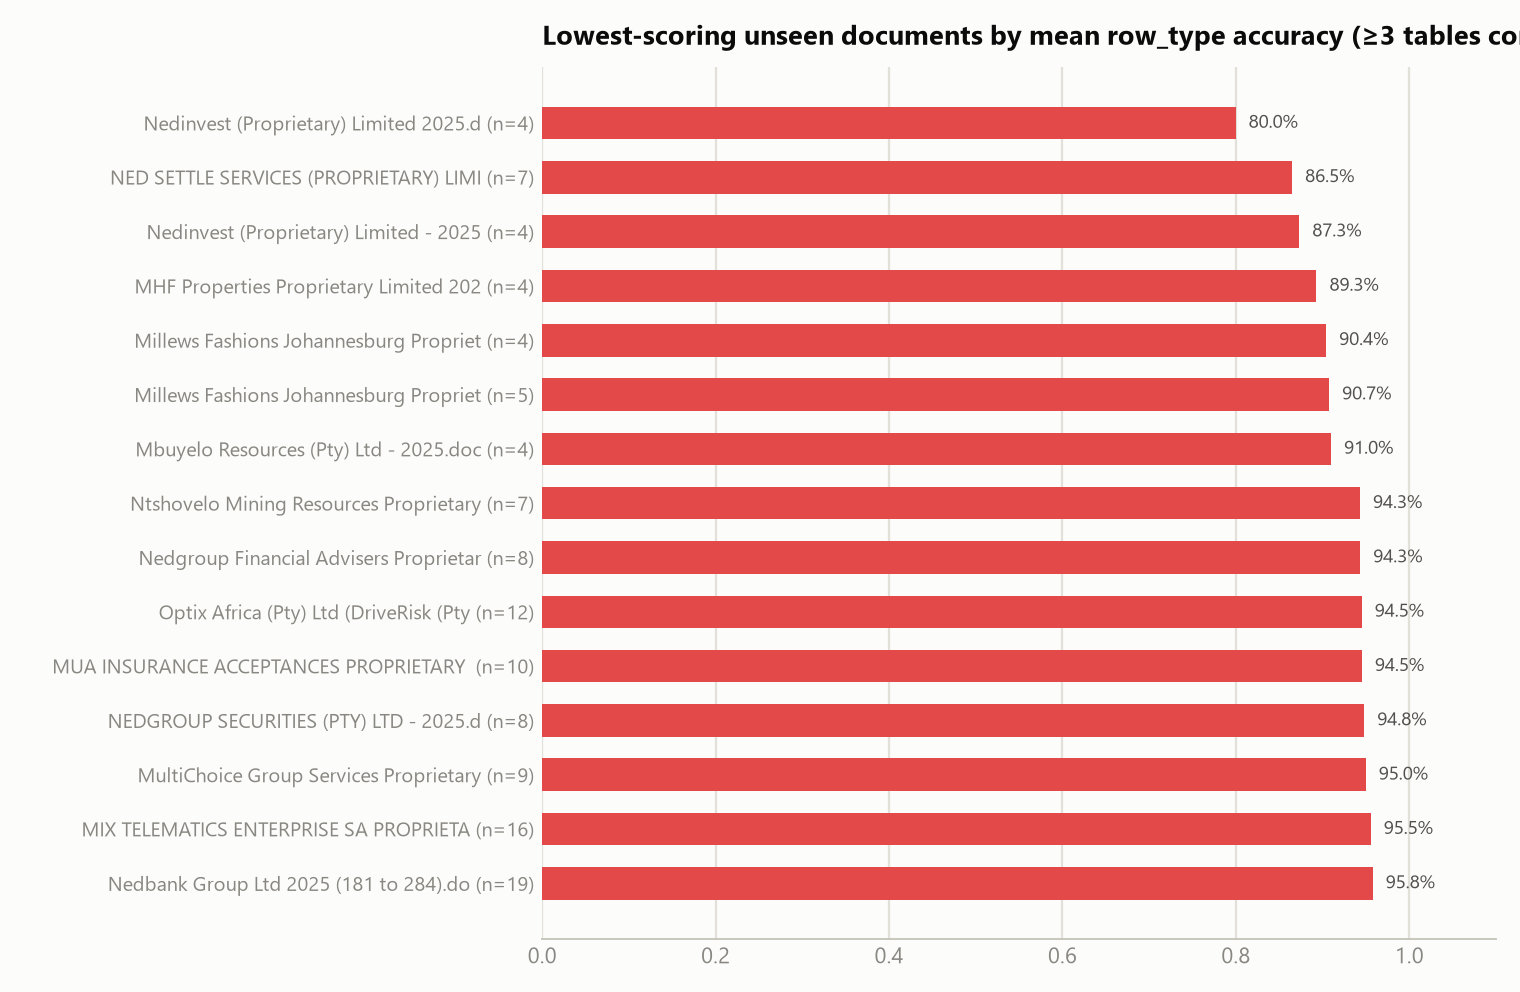 Lowest-scoring unseen documents by mean row_type accuracy (≥3 tables
Nedinvest (Proprietary) Limited 2025.d (n=4) 80.0%
NED SETTLE SERVICES (PROPRIETARY) LIMI (n=7) 86.5%
Nedinvest (Proprietary) Limited - 2025 (n=4) 87.3%
MHF Properties Proprietary Limited 202 (n=4) 89.3%
Millews Fashions Johannesburg Propriet (n=4) 90.4%
Millews Fashions Johannesburg Propriet (n=5) 90.7%
Mbuyelo Resources (Pty) Ltd - 2025.doc (n=4) 91.0%
Ntshovelo Mining Resources Proprietary (n=7) 94.3%
Nedgroup Financial Advisers Proprietar (n=8) 94.3%
Optix Africa (Pty) Ltd (DriveRisk (Pty (n=12) 94.5%
MUA INSURANCE ACCEPTANCES PROPRIETARY (n=10) 94.5%
NEDGROUP SECURITIES (PTY) LTD - 2025.d (n=8) 94.8%
MultiChoice Group Services Proprietary (n=9) 95.0%
MIX TELEMATICS ENTERPRISE SA PROPRIETA (n=16) 95.5%
Nedbank Group Ltd 2025 (181 to 284).do (n=19) 95.8%
0.0 0.2 0.4 0.6 0.8 1.0